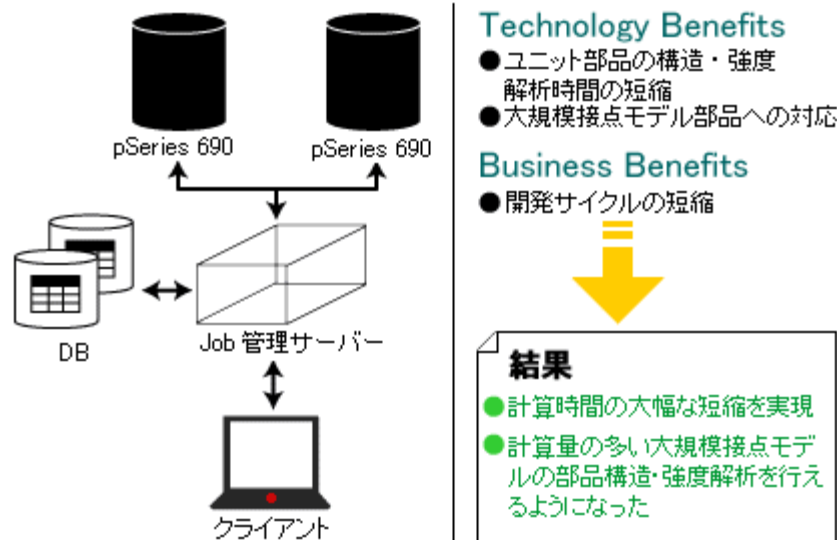 pSeries 690
pSeries 690
DB
Job 管理サーバー
クライアント
Technology Benefits
●ユニット部品の構造・強度
解析時間の短縮
●大規模接点モデル部品への対応
Business Benefits
●開発サイクルの短縮
結果
●計算時間の大幅な短縮を実現
●計算量の多い大規模接点モデ
ルの部品構造・強度解析を行え
るようになった